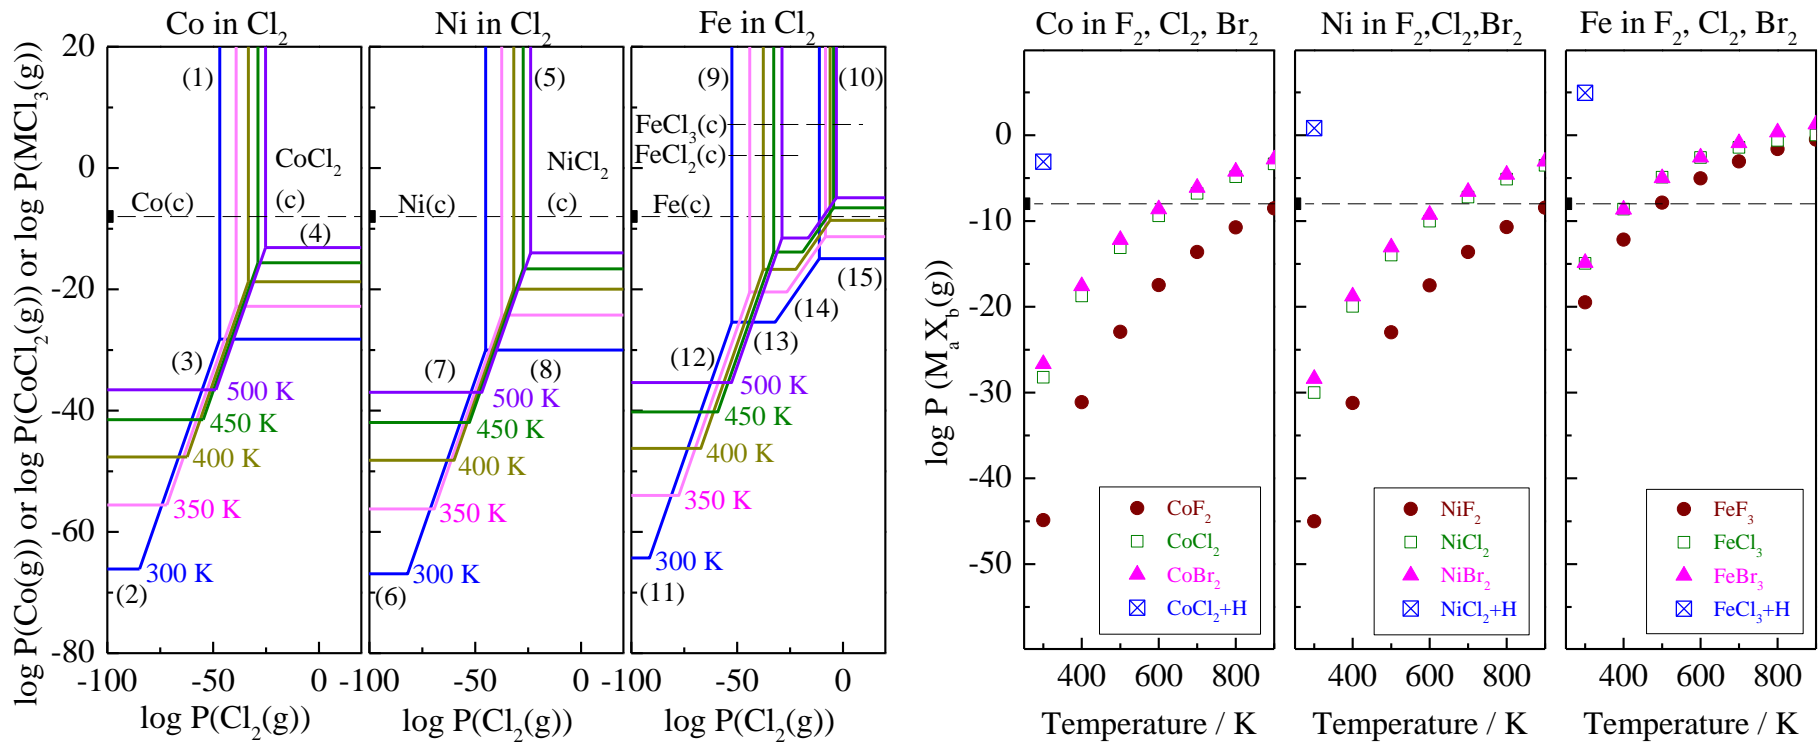 Co in Cl2
Ni in Cl2
Fe in Cl2
log P(Co(g)) or log P(CoCl2(g)) or log P(MCl3(g))
20
0
-20
-40
-60
-80
(1)
CoCl2
(c)
Co(c)
(4)
(3)
500 K
450 K
400 K
350 K
300 K
(2)
-100
-50
0
log P(Cl2(g))
(5)
NiCl2
(c)
Ni(c)
(7)
(8)
500 K
450 K
400 K
350 K
300 K
(6)
-100
-50
0
log P(Cl2(g))
(9)
(10)
FeCl3(c)
FeCl2(c)
Fe(c)
(15)
(14)
(13)
(12)
500 K
450 K
400 K
350 K
300 K
(11)
-100
-50
0
log P(Cl2(g))
Co in F2, Cl2, Br2
Ni in F2,Cl2,Br2
Fe in F2, Cl2, Br2
log P (MaXb(g))
0
-10
-20
-30
-40
-50
CoF2
CoCl2
CoBr2
CoCl2+H
400
600
800
Temperature / K
NiF2
NiCl2
NiBr2
NiCl2+H
400
600
800
Temperature / K
FeF3
FeCl3
FeBr3
FeCl3+H
400
600
800
Temperature / K